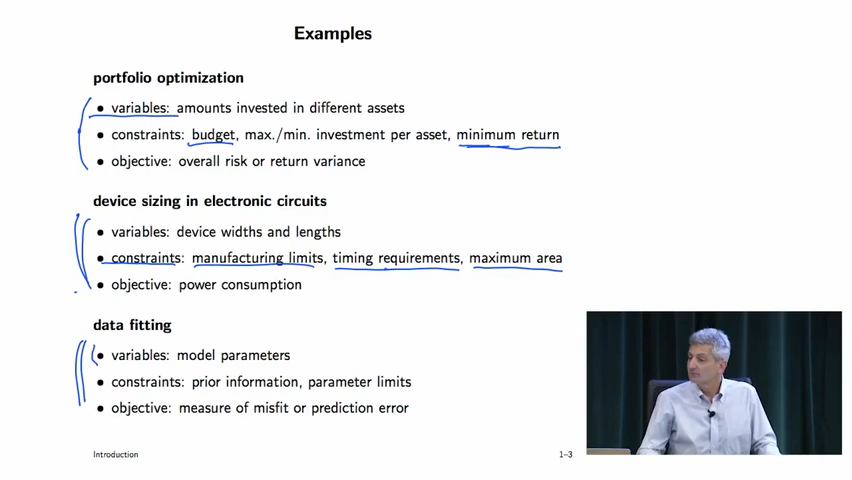 Examples
portfolio optimization
• variables: amounts invested in different assets
• constraints: budget, max./min. investment per asset, minimum return
• objective: overall risk or return variance
device sizing in electronic circuits
• variables: device widths and lengths
• constraints: manufacturing limits, timing requirements, maximum area
• objective: power consumption
data fitting
• variables: model parameters
• constraints: prior information, parameter limits
• objective: measure of misfit or prediction error
Introduction 1–3